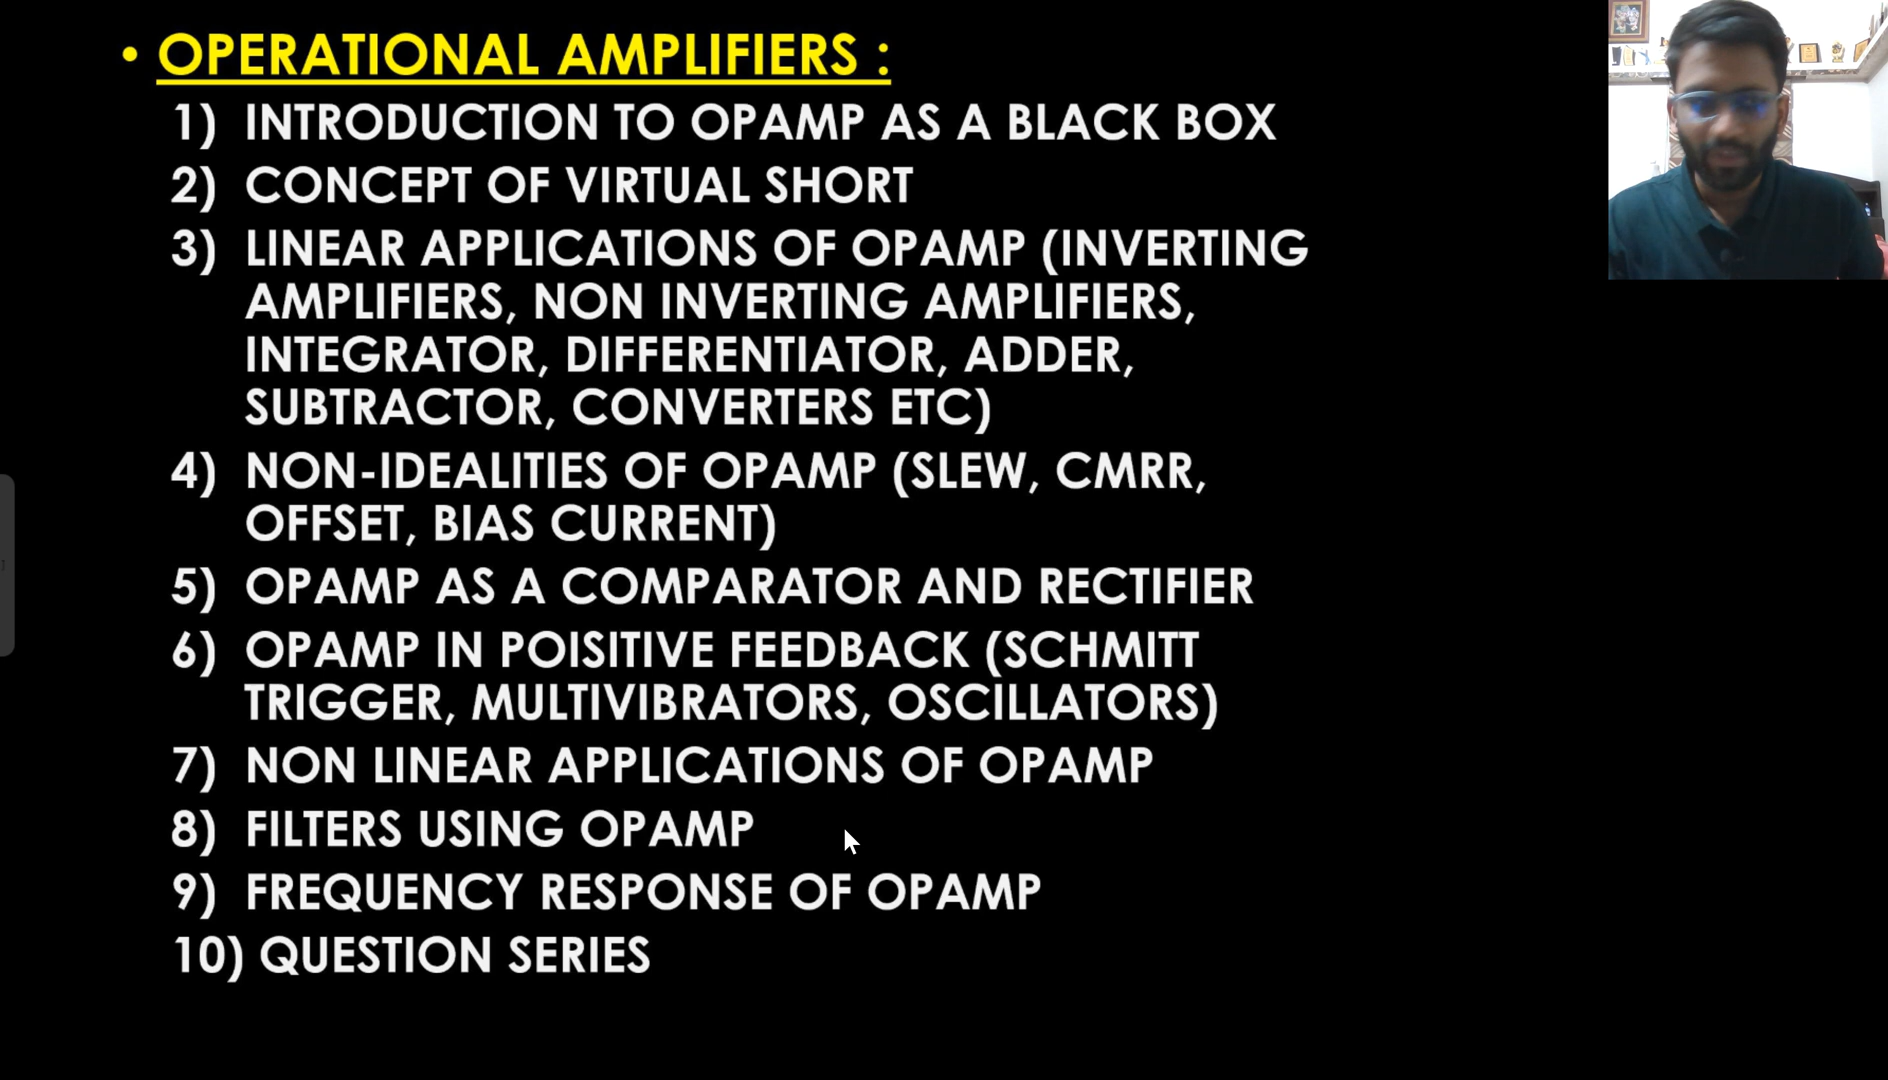 • OPERATIONAL AMPLIFIERS :
1) INTRODUCTION TO OPAMP AS A BLACK BOX
2) CONCEPT OF VIRTUAL SHORT
3) LINEAR APPLICATIONS OF OPAMP (INVERTING
AMPLIFIERS, NON INVERTING AMPLIFIERS,
INTEGRATOR, DIFFERENTIATOR, ADDER,
SUBTRACTOR, CONVERTERS ETC)
4) NON-IDEALITIES OF OPAMP (SLEW, CMRR,
OFFSET, BIAS CURRENT)
5) OPAMP AS A COMPARATOR AND RECTIFIER
6) OPAMP IN POISITIVE FEEDBACK (SCHMITT
TRIGGER, MULTIVIBRATORS, OSCILLATORS)
7) NON LINEAR APPLICATIONS OF OPAMP
8) FILTERS USING OPAMP
9) FREQUENCY RESPONSE OF OPAMP
10) QUESTION SERIES